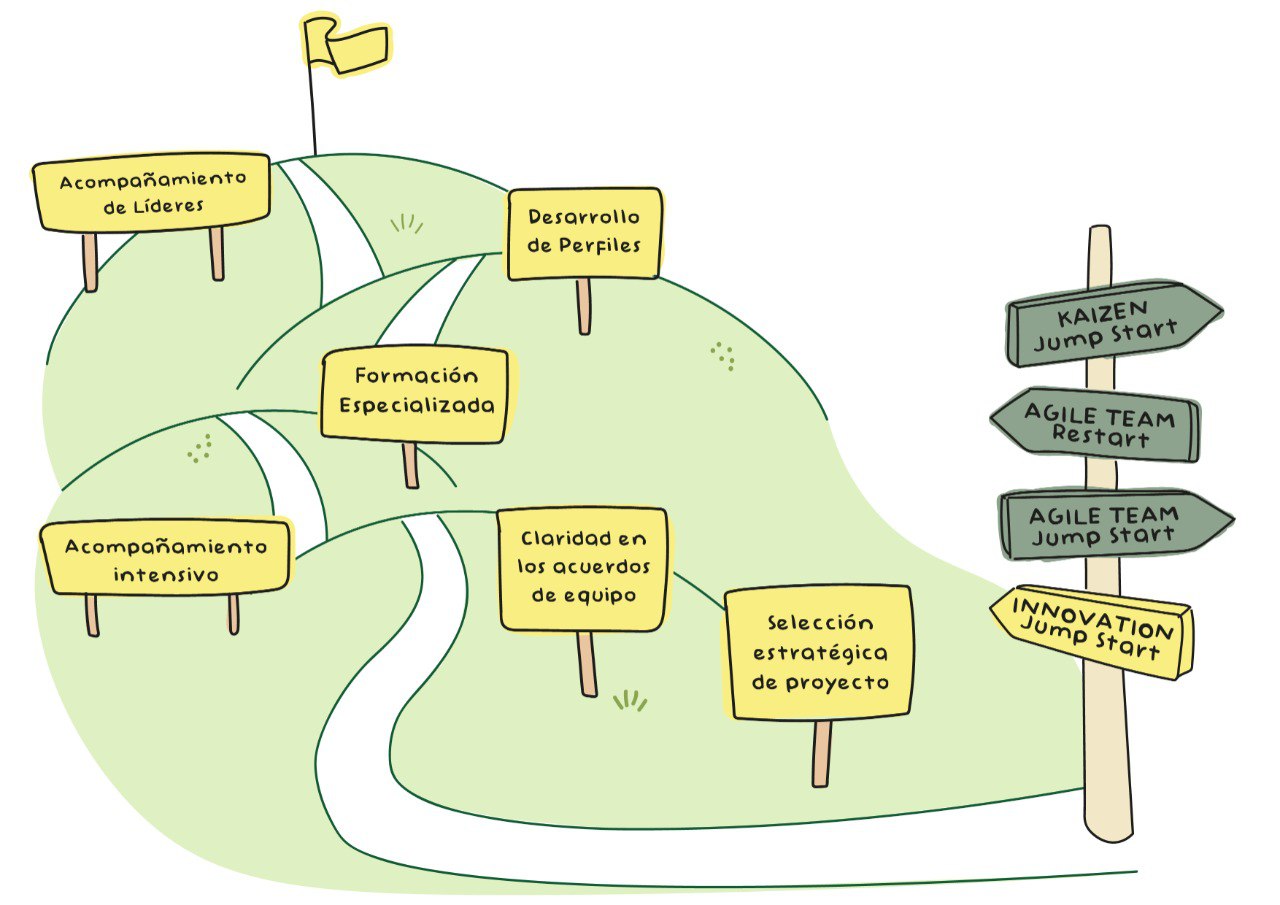 Acompañamiento
de Líderes
Desarrollo
de Perfiles
Formación
Especializada
Acompañamiento
intensivo
Claridad en
los acuerdos
de equipo
Selección
estratégica
de proyecto
KAIZEN
Jump Start
AGILE TEAM
Restart
AGILE TEAM
Jump Start
INNOVATION
Jump Start